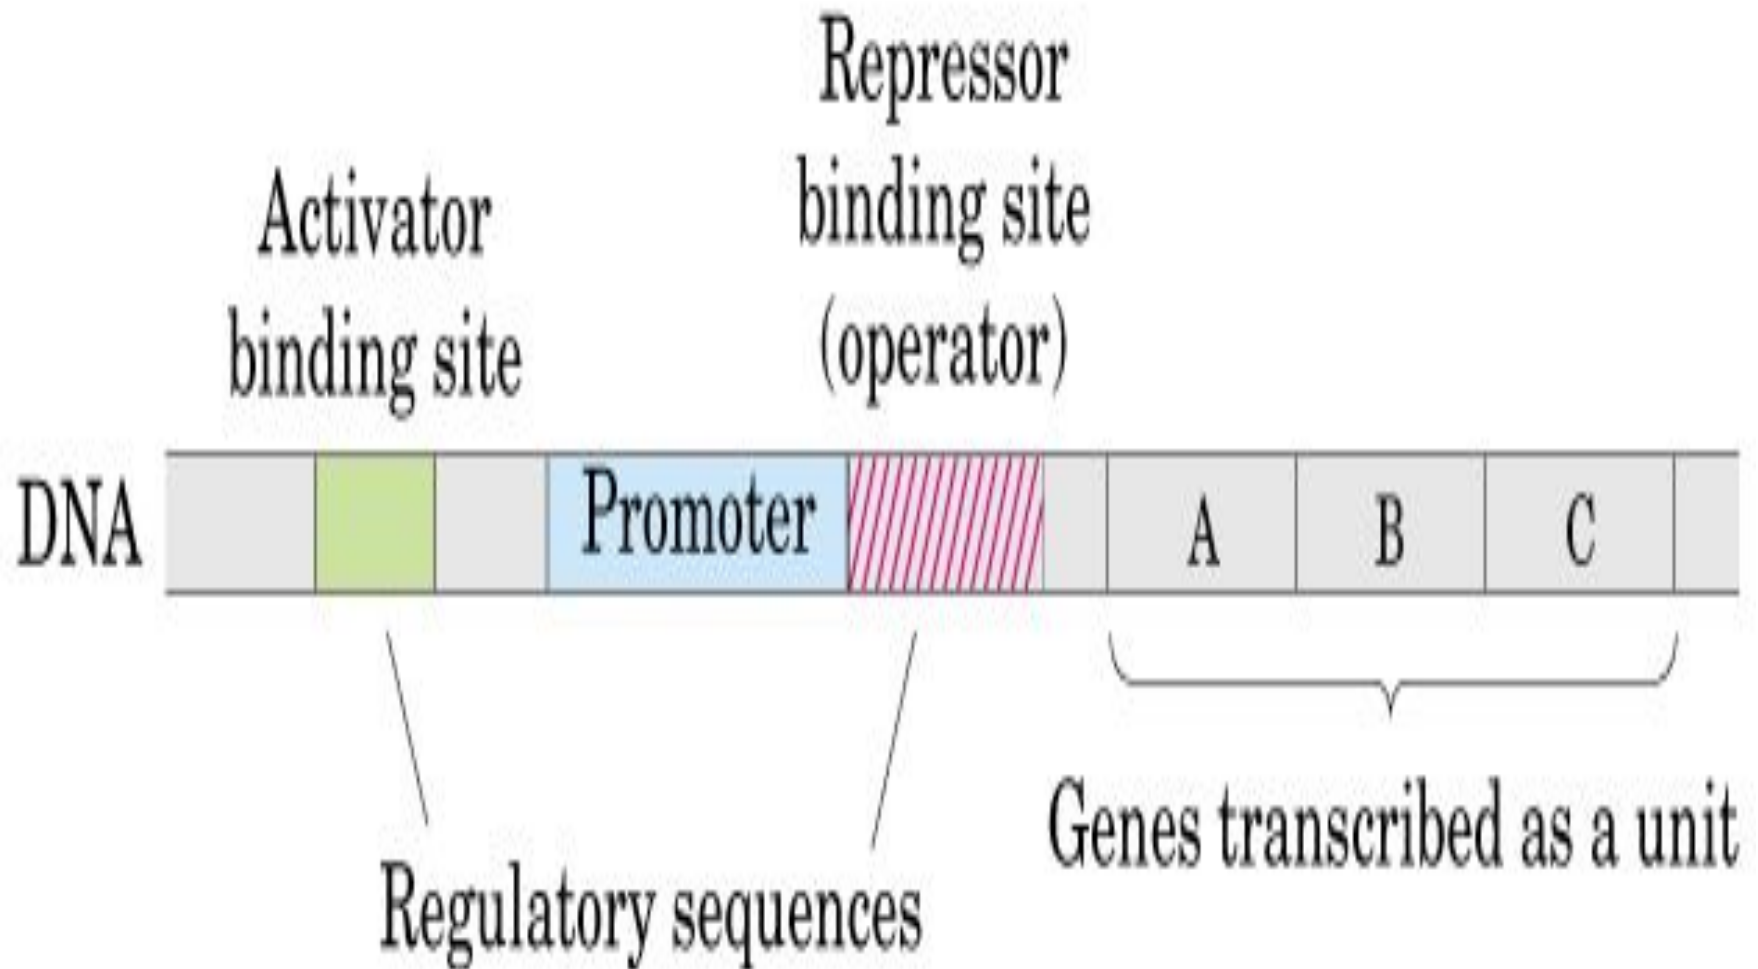 Repressor
binding site
(operator)
Activator
binding site
DNA
Promoter
A
B
C
Genes transcribed as a unit
Regulatory sequences